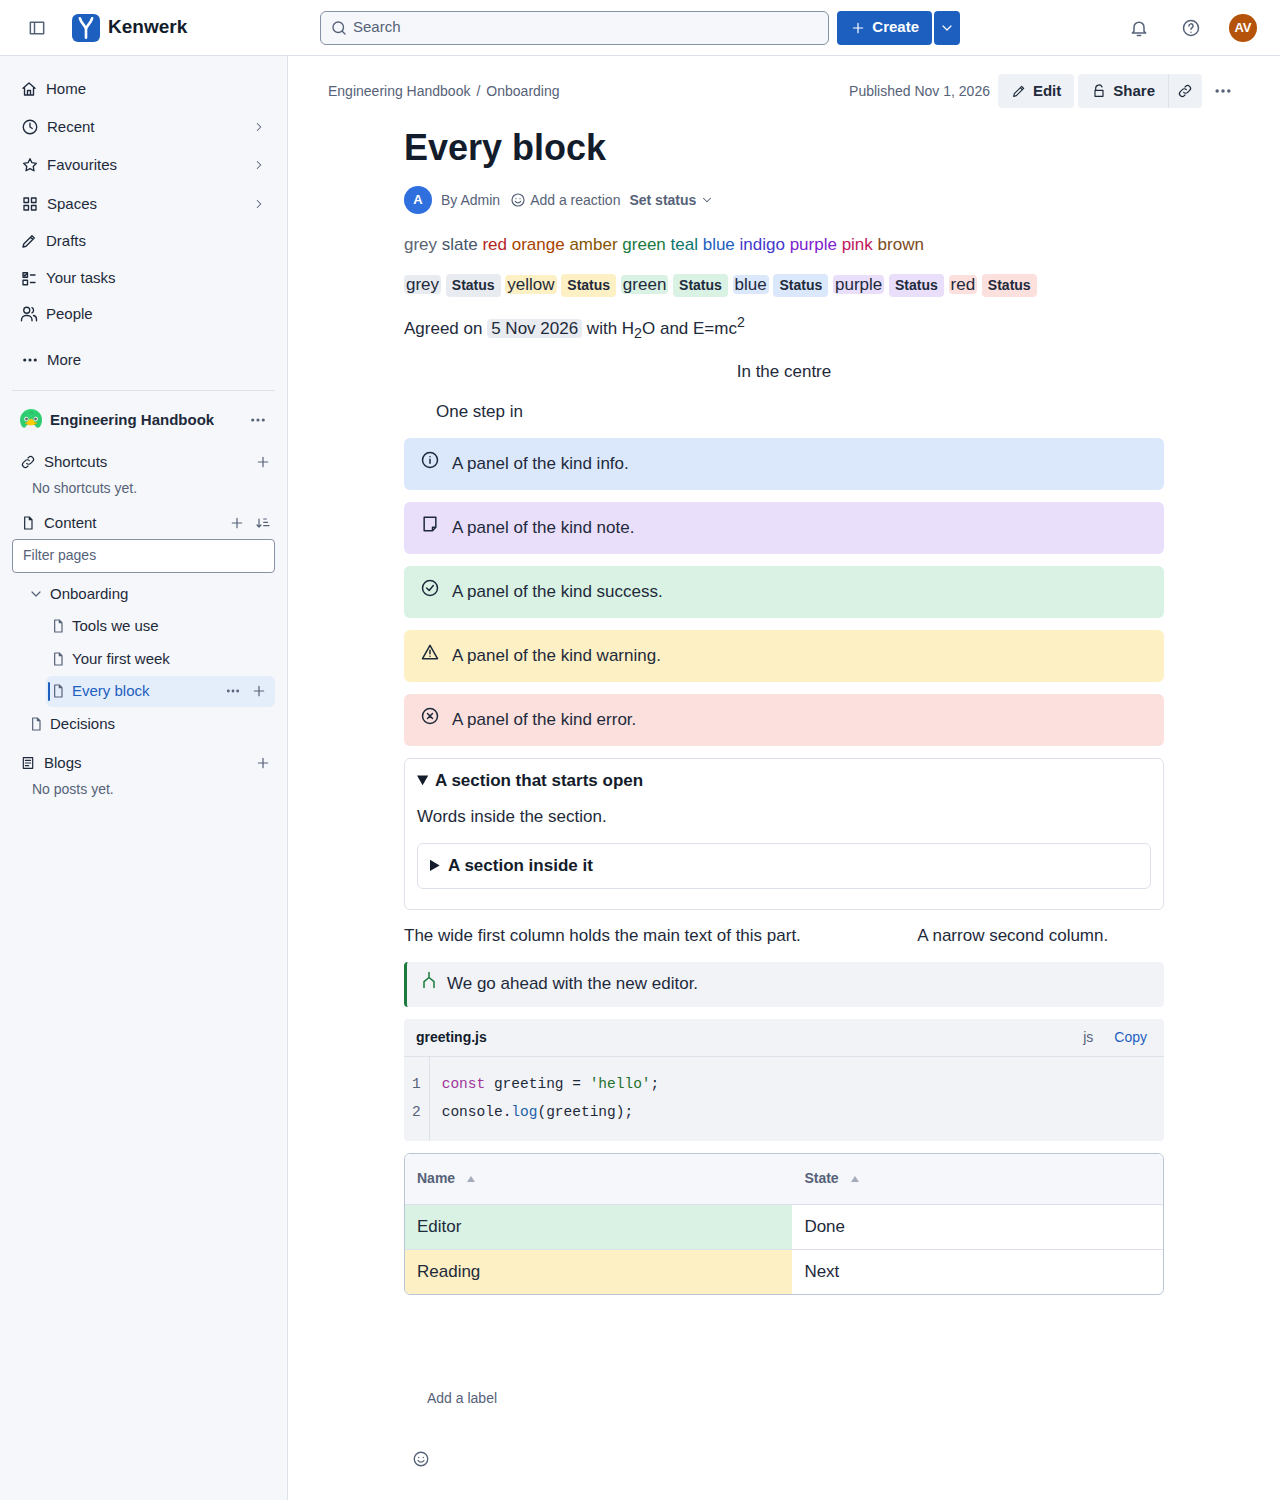 Kenwerk
Search
Create
AV
Home
Recent
Favourites
Spaces
Drafts
Your tasks
People
More
Engineering Handbook
Shortcuts
No shortcuts yet.
Content
Filter pages
Onboarding
Tools we use
Your first week
Every block
Decisions
Blogs
No posts yet.
Engineering Handbook / Onboarding
Published Nov 1, 2026
Edit
Share
Every block
A By Admin Add a reaction Set status
grey slate red orange amber green teal blue indigo purple pink brown
grey Status yellow Status green Status blue Status purple Status red Status
Agreed on 5 Nov 2026 with H2O and E=mc2
In the centre
One step in
A panel of the kind info.
A panel of the kind note.
A panel of the kind success.
A panel of the kind warning.
A panel of the kind error.
A section that starts open
Words inside the section.
A section inside it
The wide first column holds the main text of this part.
A narrow second column.
We go ahead with the new editor.
greeting.js
js Copy
1 const greeting = 'hello';
2 console.log(greeting);
Name State
Editor Done
Reading Next
Add a label